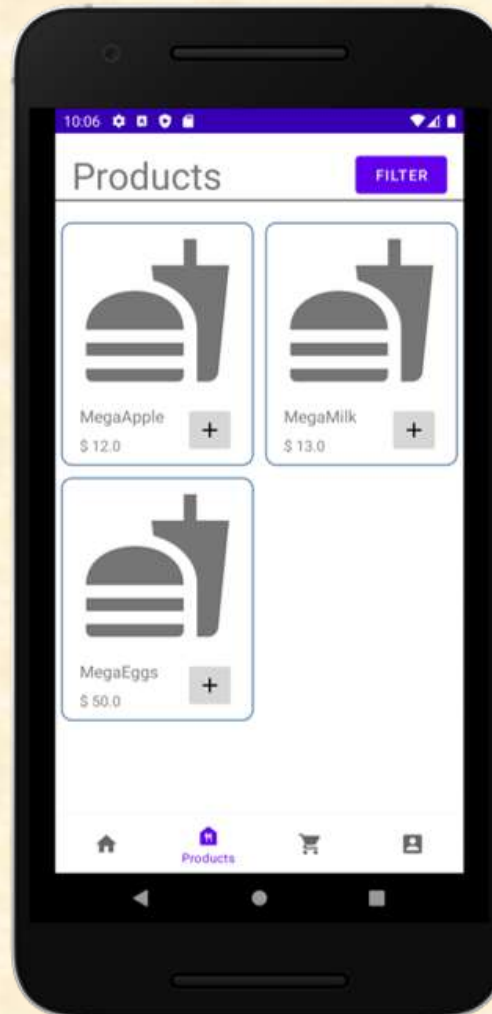 10:06
Products
FILTER
MegaApple
$ 12.0
+
MegaMilk
$ 13.0
+
MegaEggs
$ 50.0
+
Products